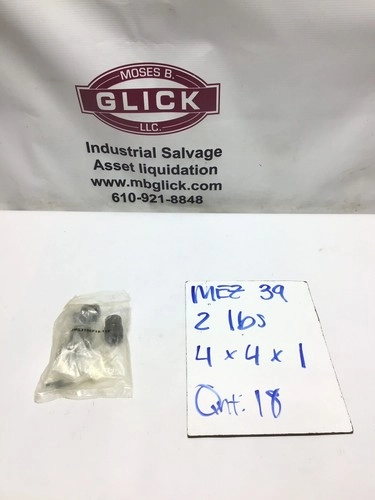 MOSES B.
GLICK
LLC.
Industrial Salvage
Asset liquidation
www.mbglick.com
610-921-8848
MEZ 39
2 lbs
4 x 4 x 1
Qnt: 18